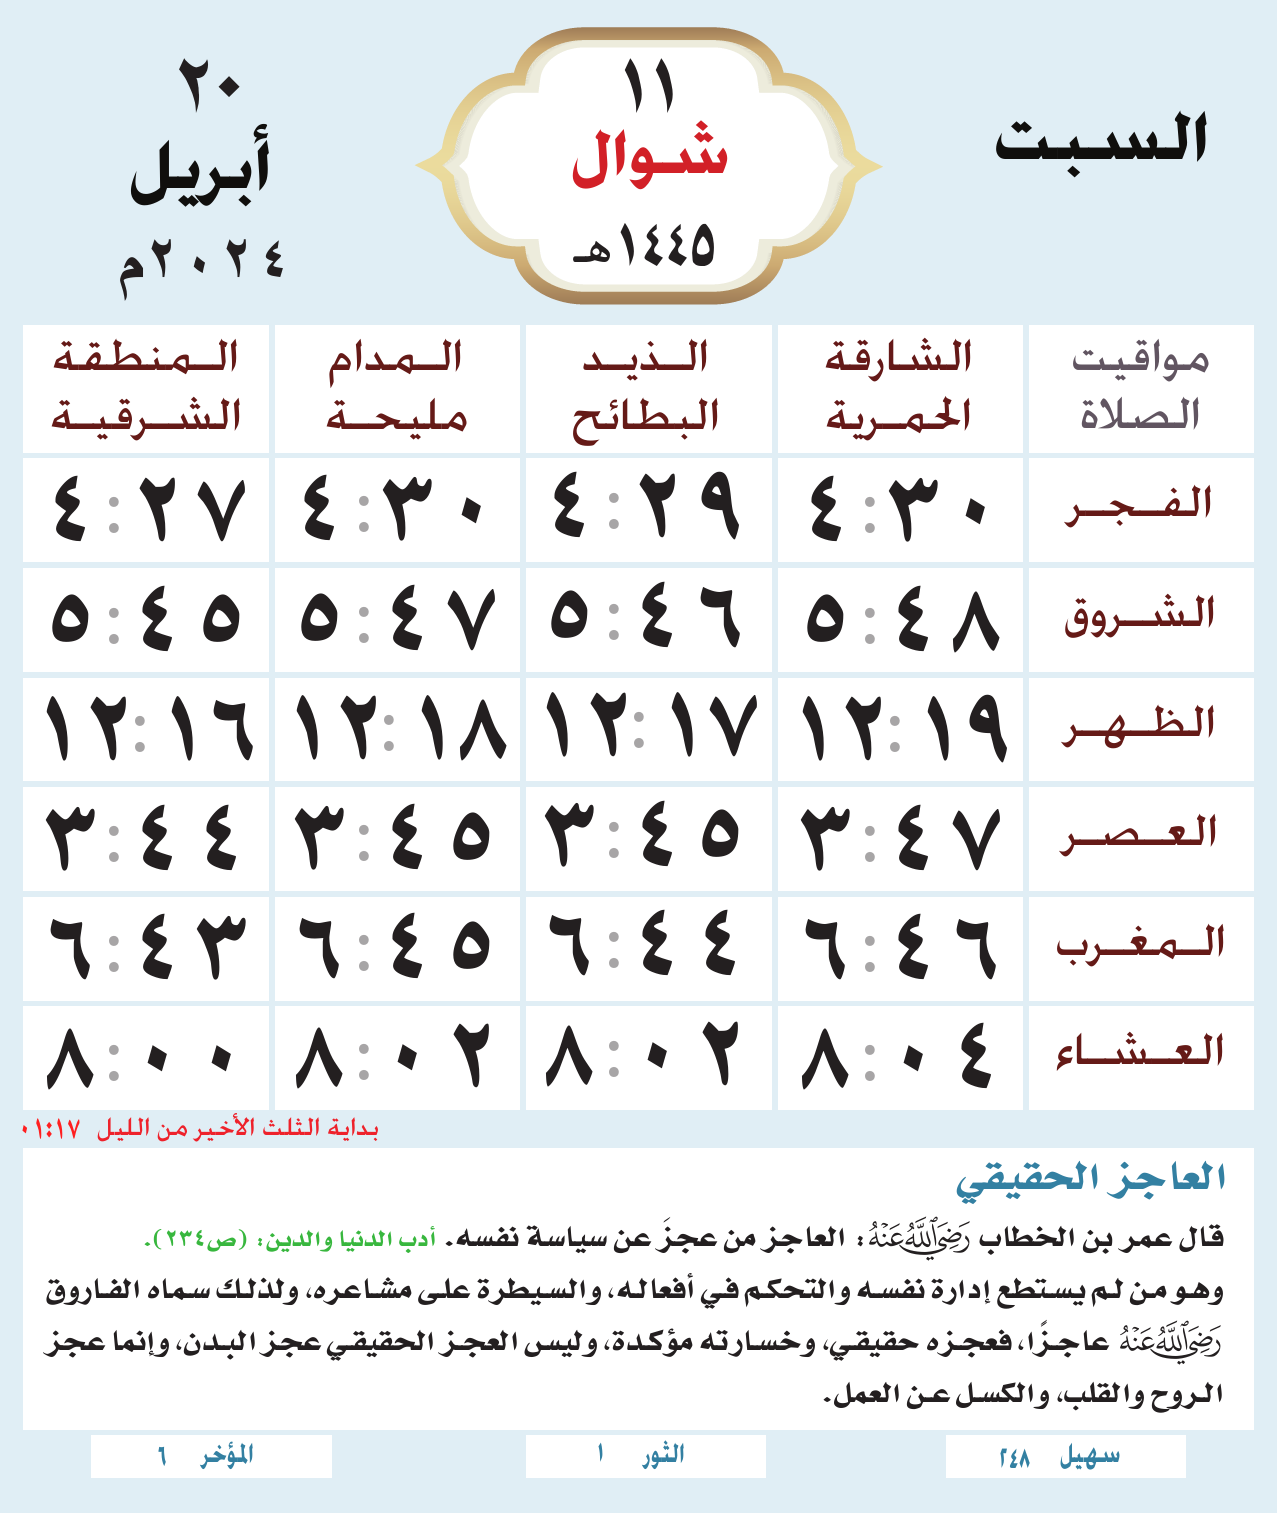 السبت
١١
شوال
١٤٤٥هـ
٢٠
أبريل
٢٠٢٤م
مواقيت الصلاة | الشارقة الحمرية | الذيد البطائح | المدام مليحة | المنطقة الشرقية
الفجر ٤:٣٠ ٤:٢٩ ٤:٣٠ ٤:٢٧
الشروق ٥:٤٨ ٥:٤٦ ٥:٤٧ ٥:٤٥
الظهر ١٢:١٩ ١٢:١٧ ١٢:١٨ ١٢:١٦
العصر ٣:٤٧ ٣:٤٥ ٣:٤٥ ٣:٤٤
المغرب ٦:٤٦ ٦:٤٤ ٦:٤٥ ٦:٤٣
العشاء ٨:٠٤ ٨:٠٢ ٨:٠٢ ٨:٠٠
بداية الثلث الأخير من الليل ٠١:١٧
العاجز الحقيقي
قال عمر بن الخطاب رَضِيَ اللَّهُ عَنْهُ: العاجز من عجزَ عن سياسة نفسه. أدب الدنيا والدين: (ص٢٣٤).
وهو من لم يستطع إدارة نفسه والتحكم في أفعاله، والسيطرة على مشاعره، ولذلك سماه الفاروق
رَضِيَ اللَّهُ عَنْهُ عاجزًا، فعجزه حقيقي، وخسارته مؤكدة، وليس العجز الحقيقي عجز البدن، وإنما عجز
الروح والقلب، والكسل عن العمل.
سهيل ٢٤٨
الثور ١
المؤخر ٦